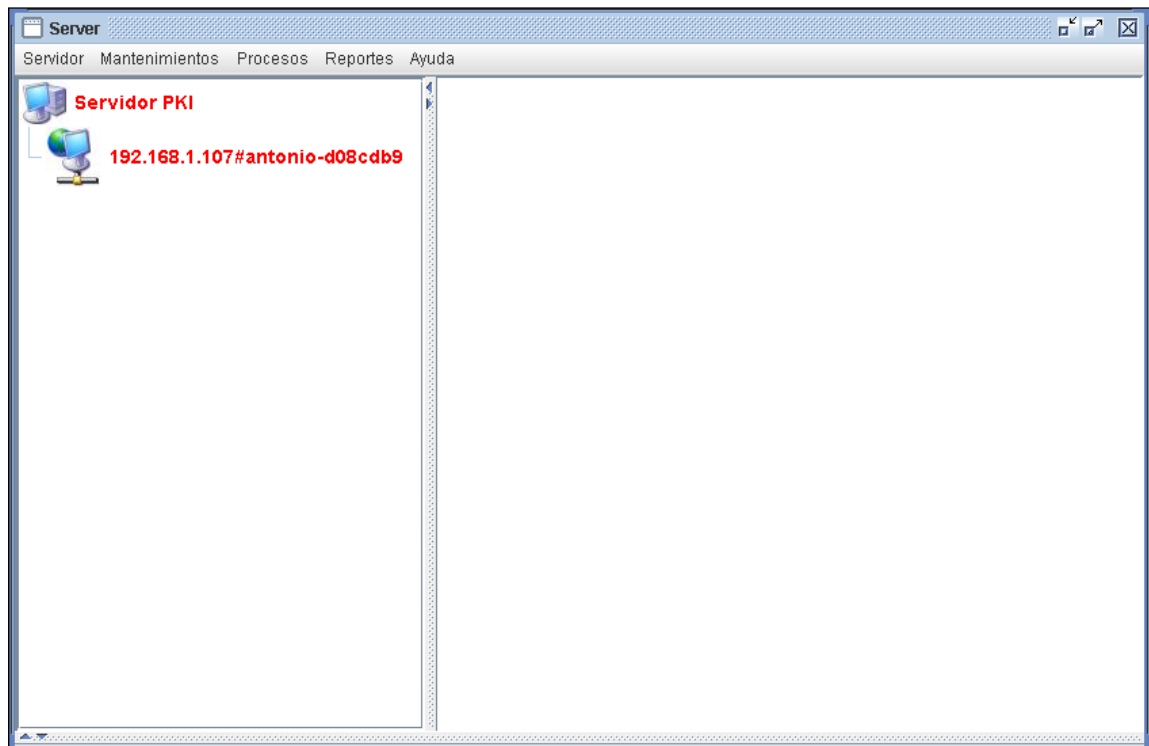 Server
Servidor Mantenimientos Procesos Reportes Ayuda
Servidor PKI
192.168.1.107#antonio-d08cdb9